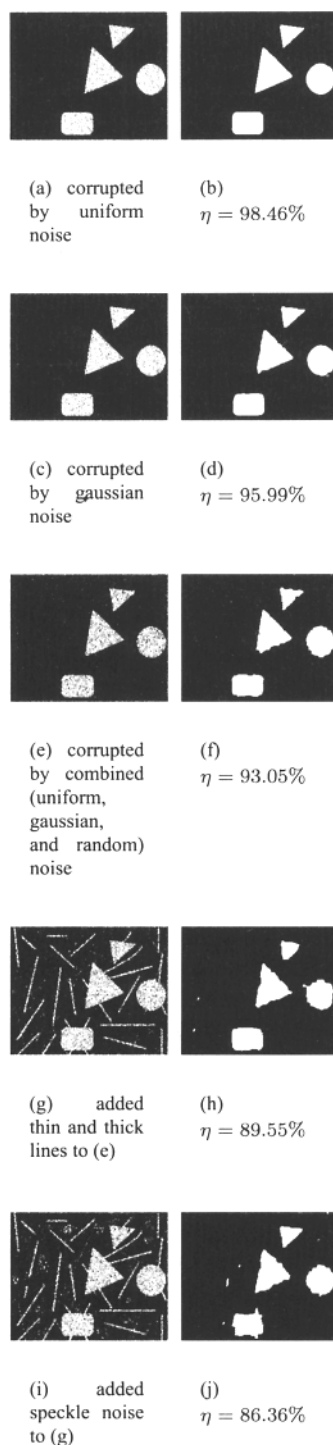 (a) corrupted
by uniform
noise
(b)
η = 98.46%
(c) corrupted
by gaussian
noise
(d)
η = 95.99%
(e) corrupted
by combined
(uniform,
gaussian,
and random)
noise
(f)
η = 93.05%
(g) added
thin and thick
lines to (e)
(h)
η = 89.55%
(i) added
speckle noise
to (g)
(j)
η = 86.36%